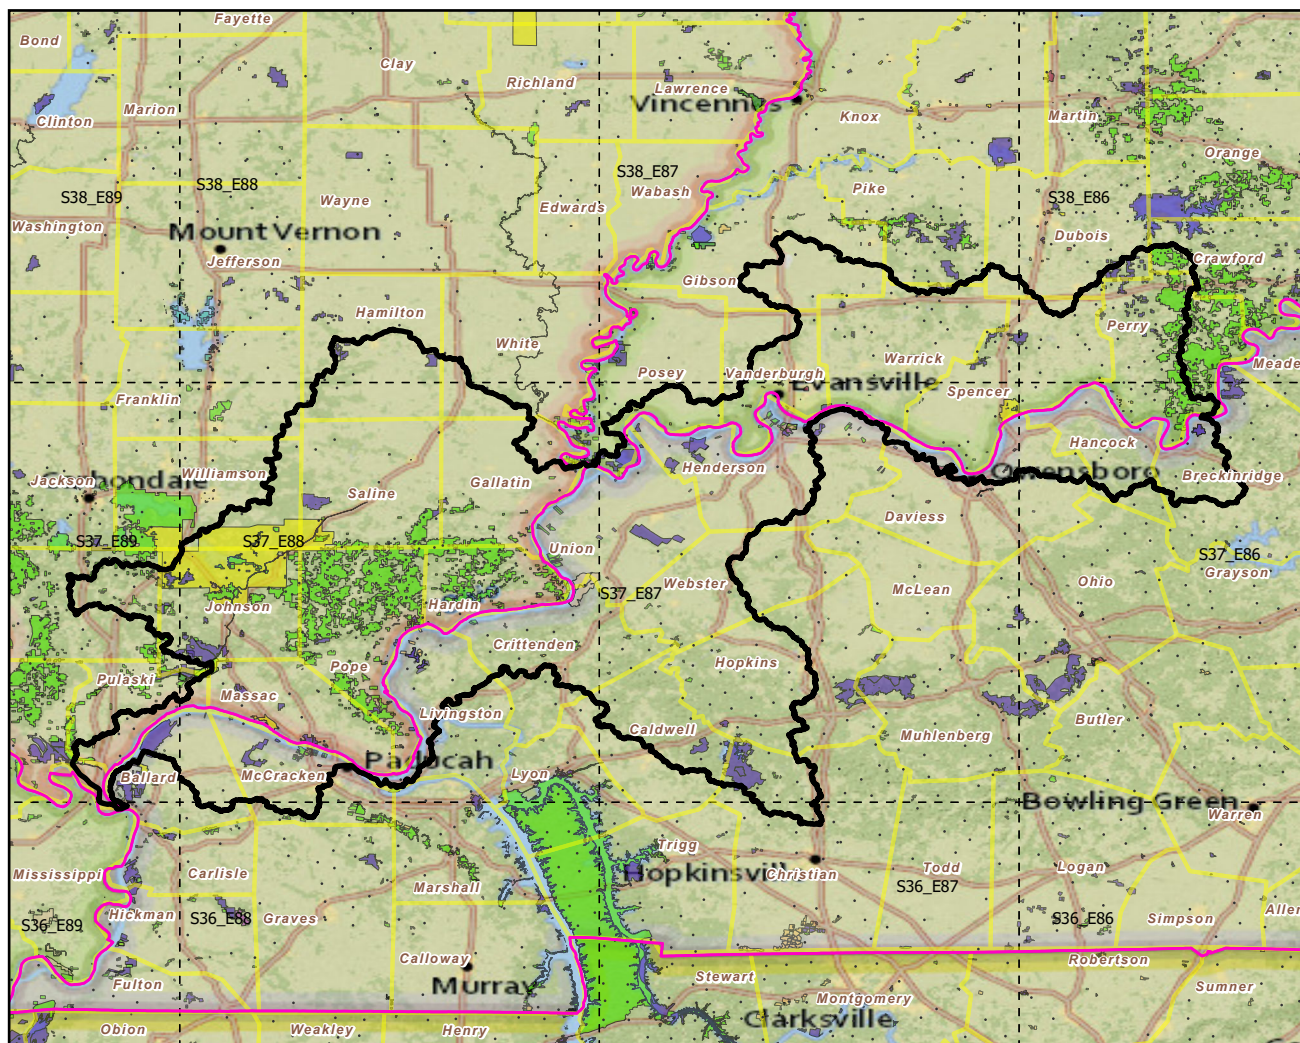 Fayette
Bond
Clay
Richland
Lawrence
Marion
Clinton
Knox
Martin
Orange
S38_E87
Wabash
Pike
S38_E88
S38_E89
S38_E86
Wayne
Edwards
Washington
Mount Vernon
Dubois
Jefferson
Crawford
Gibson
Hamilton
Perry
White
Warrick
Meade
Posey
Vanderburgh
Evansville
Spencer
Franklin
Hancock
Henderson
Owensboro
Williamson
Jackson
Carbondale
Gallatin
Breckinridge
Saline
Daviess
S37_E89
S37_E88
Union
S37_E86
Grayson
Webster
Ohio
S37_E87
McLean
Johnson
Hardin
Crittenden
Hopkins
Pope
Pulaski
Massac
Livingston
Butler
Caldwell
Muhlenberg
Paducah
Ballard
McCracken
Lyon
Bowling Green
Warren
Trigg
Mississippi
Carlisle
Hopkinsvi
Christian
Todd
Logan
Marshall
S36_E87
Allen
Hickman
S36_E88
Graves
S36_E89
S36_E86
Simpson
Calloway
Robertson
Stewart
Fulton
Murray
Sumner
Montgomery
Clarksville
Obion
Weakley
Henry
Vincennes